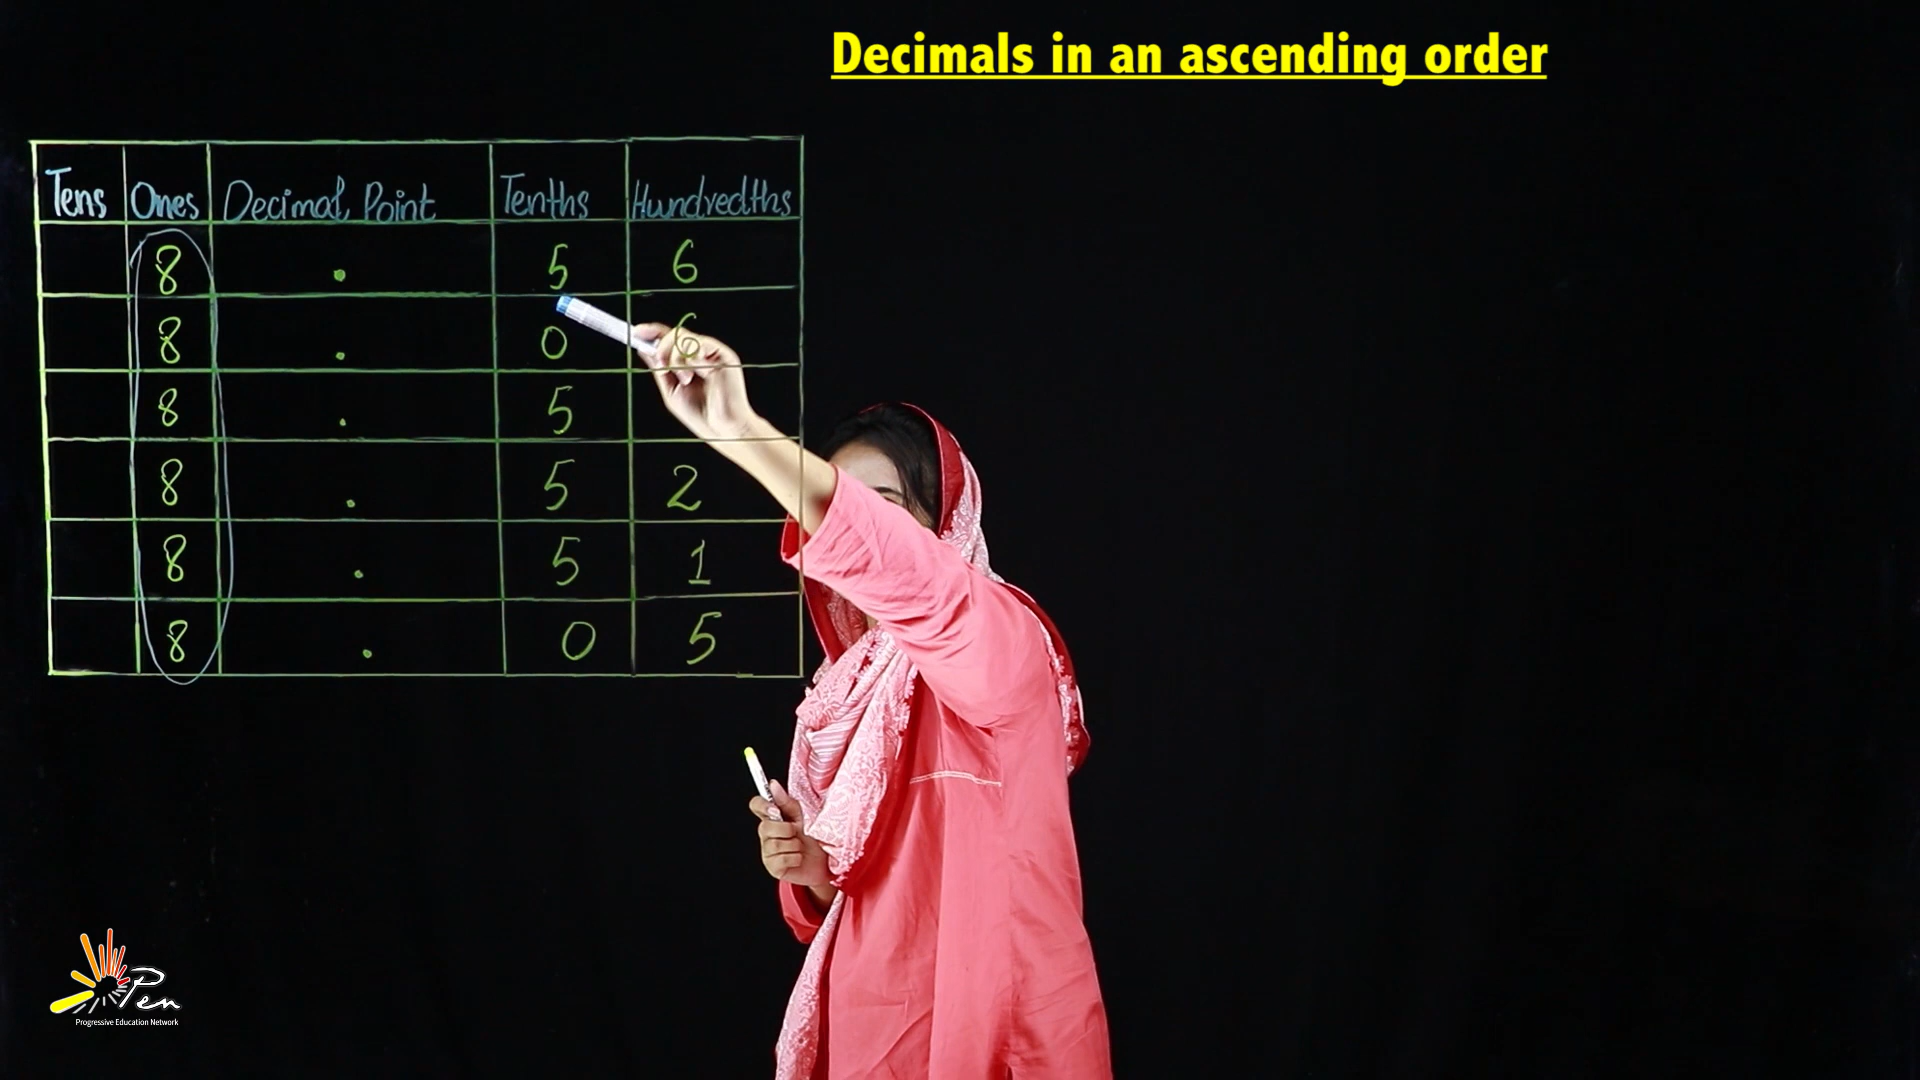 Decimals in an ascending order
Tens Ones Decimal Point Tenths Hundredths
8 . 5 6
8 . 0 6
8 . 5
8 . 5 2
8 . 5 1
8 . 0 5
Pen
Progressive Education Network